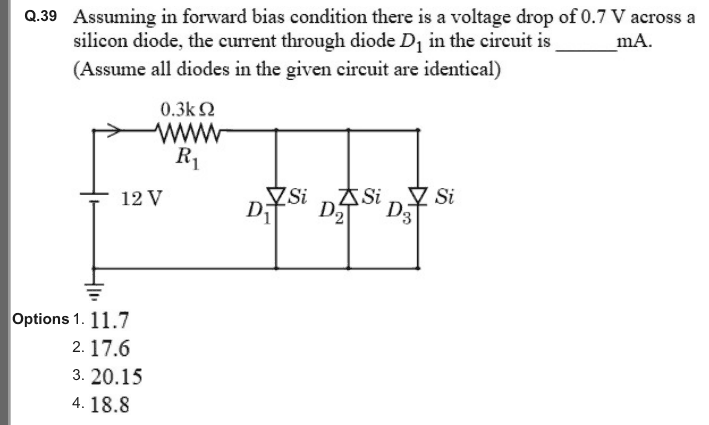 Q.39 Assuming in forward bias condition there is a voltage drop of 0.7 V across a
silicon diode, the current through diode D₁ in the circuit is ______mA.
(Assume all diodes in the given circuit are identical)
0.3k Ω
R₁
12 V
D₁ Si D₂ Si D₃ Si
Options 1. 11.7
2. 17.6
3. 20.15
4. 18.8